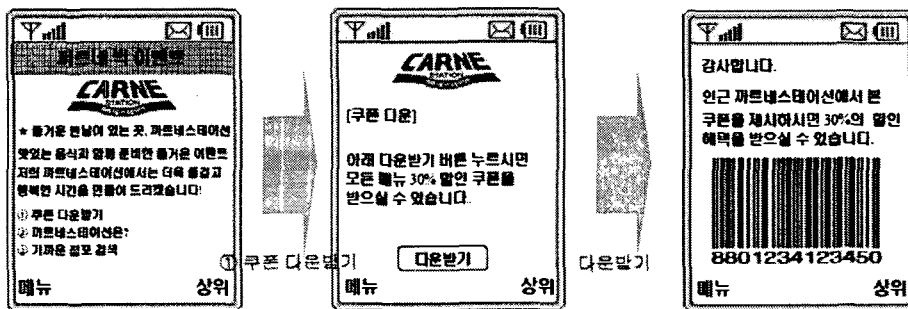 까르네 빅 이벤트
CARNE
STATION
★ 즐거운 만남이 있는 곳, 까르네스테이션
맛있는 음식과 함께 준비한 즐거운 이벤트
저희 까르네스테이션에서는 더욱 즐겁고
행복한 시간을 만들어 드리겠습니다!
① 쿠폰 다운받기
② 까르네스테이션은?
③ 가까운 점포 검색
메뉴 상위
① 쿠폰 다운받기
CARNE
STATION
[쿠폰 다운]
아래 다운받기 버튼 누르시면
모든 메뉴 30% 할인 쿠폰을
받으실 수 있습니다.
다운받기
메뉴 상위
다운받기
감사합니다.
인근 까르네스테이션에서 본
쿠폰을 제시하시면 30%의 할인
혜택을 받으실 수 있습니다.
8801234123450
메뉴 상위